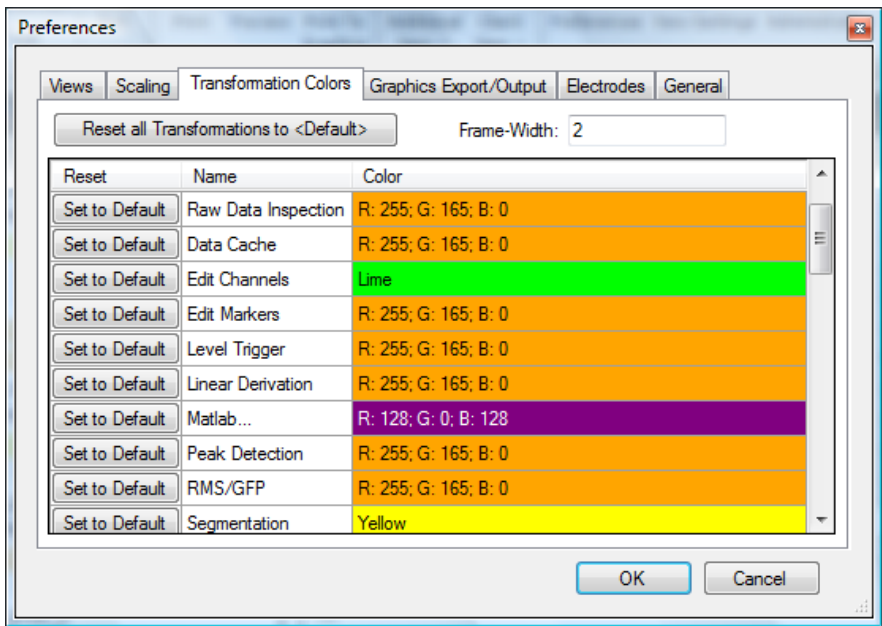 Preferences
Views Scaling Transformation Colors Graphics Export/Output Electrodes General
Reset all Transformations to <Default> Frame-Width: 2
Reset Name Color
Set to Default Raw Data Inspection R: 255; G: 165; B: 0
Set to Default Data Cache R: 255; G: 165; B: 0
Set to Default Edit Channels Lime
Set to Default Edit Markers R: 255; G: 165; B: 0
Set to Default Level Trigger R: 255; G: 165; B: 0
Set to Default Linear Derivation R: 255; G: 165; B: 0
Set to Default Matlab... R: 128; G: 0; B: 128
Set to Default Peak Detection R: 255; G: 165; B: 0
Set to Default RMS/GFP R: 255; G: 165; B: 0
Set to Default Segmentation Yellow
OK Cancel